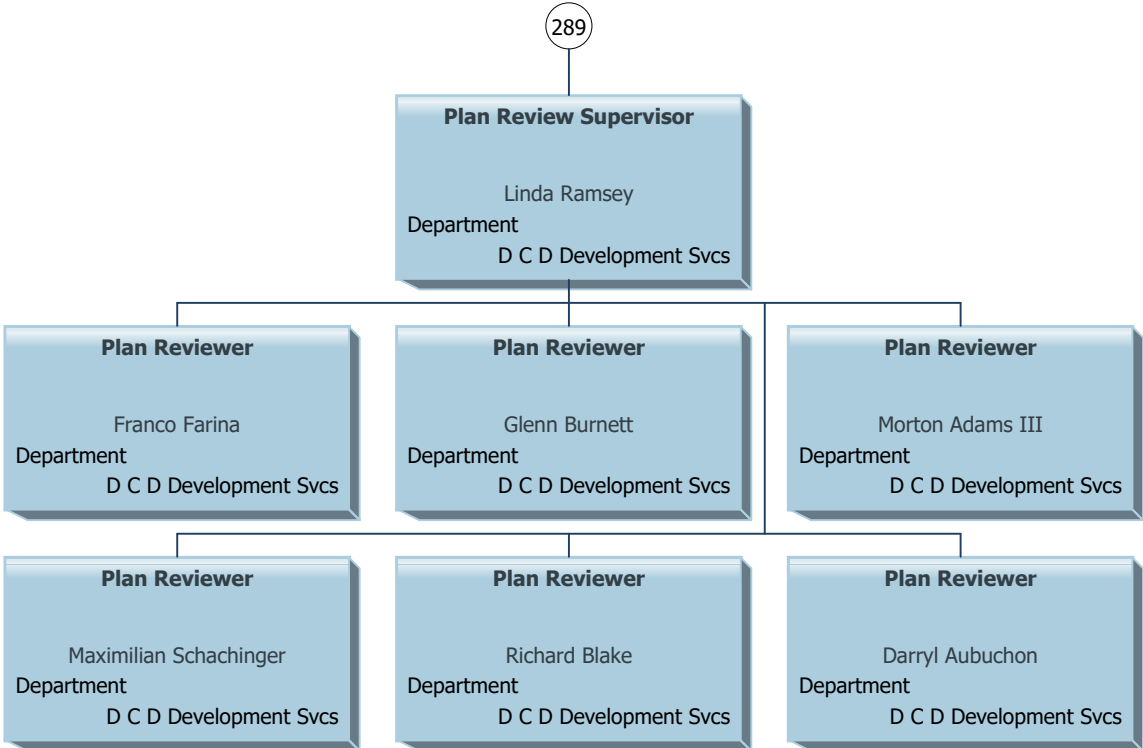 289
Plan Review Supervisor
Linda Ramsey
Department
D C D Development Svcs
Plan Reviewer
Franco Farina
Department
D C D Development Svcs
Plan Reviewer
Glenn Burnett
Department
D C D Development Svcs
Plan Reviewer
Morton Adams III
Department
D C D Development Svcs
Plan Reviewer
Maximilian Schachinger
Department
D C D Development Svcs
Plan Reviewer
Richard Blake
Department
D C D Development Svcs
Plan Reviewer
Darryl Aubuchon
Department
D C D Development Svcs